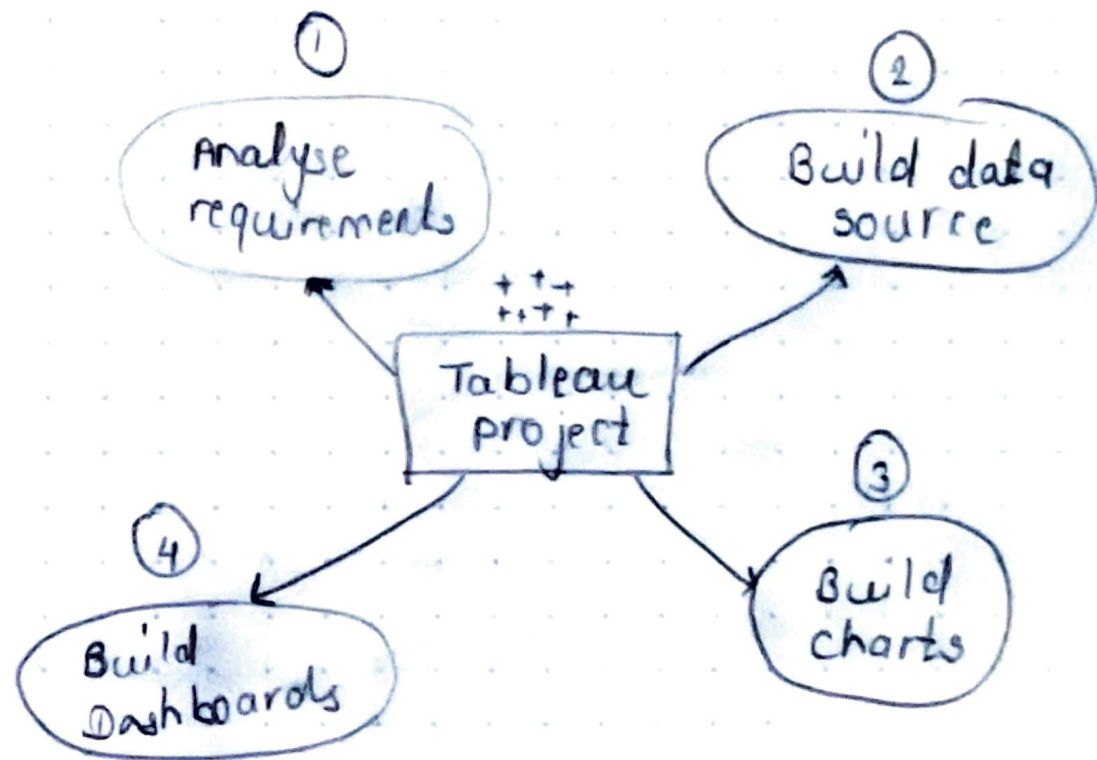 1
Analyse
requirements
2
Build data
source
+ + +
+ + + +
Tableau
project
3
Build
charts
4
Build
Dashboards